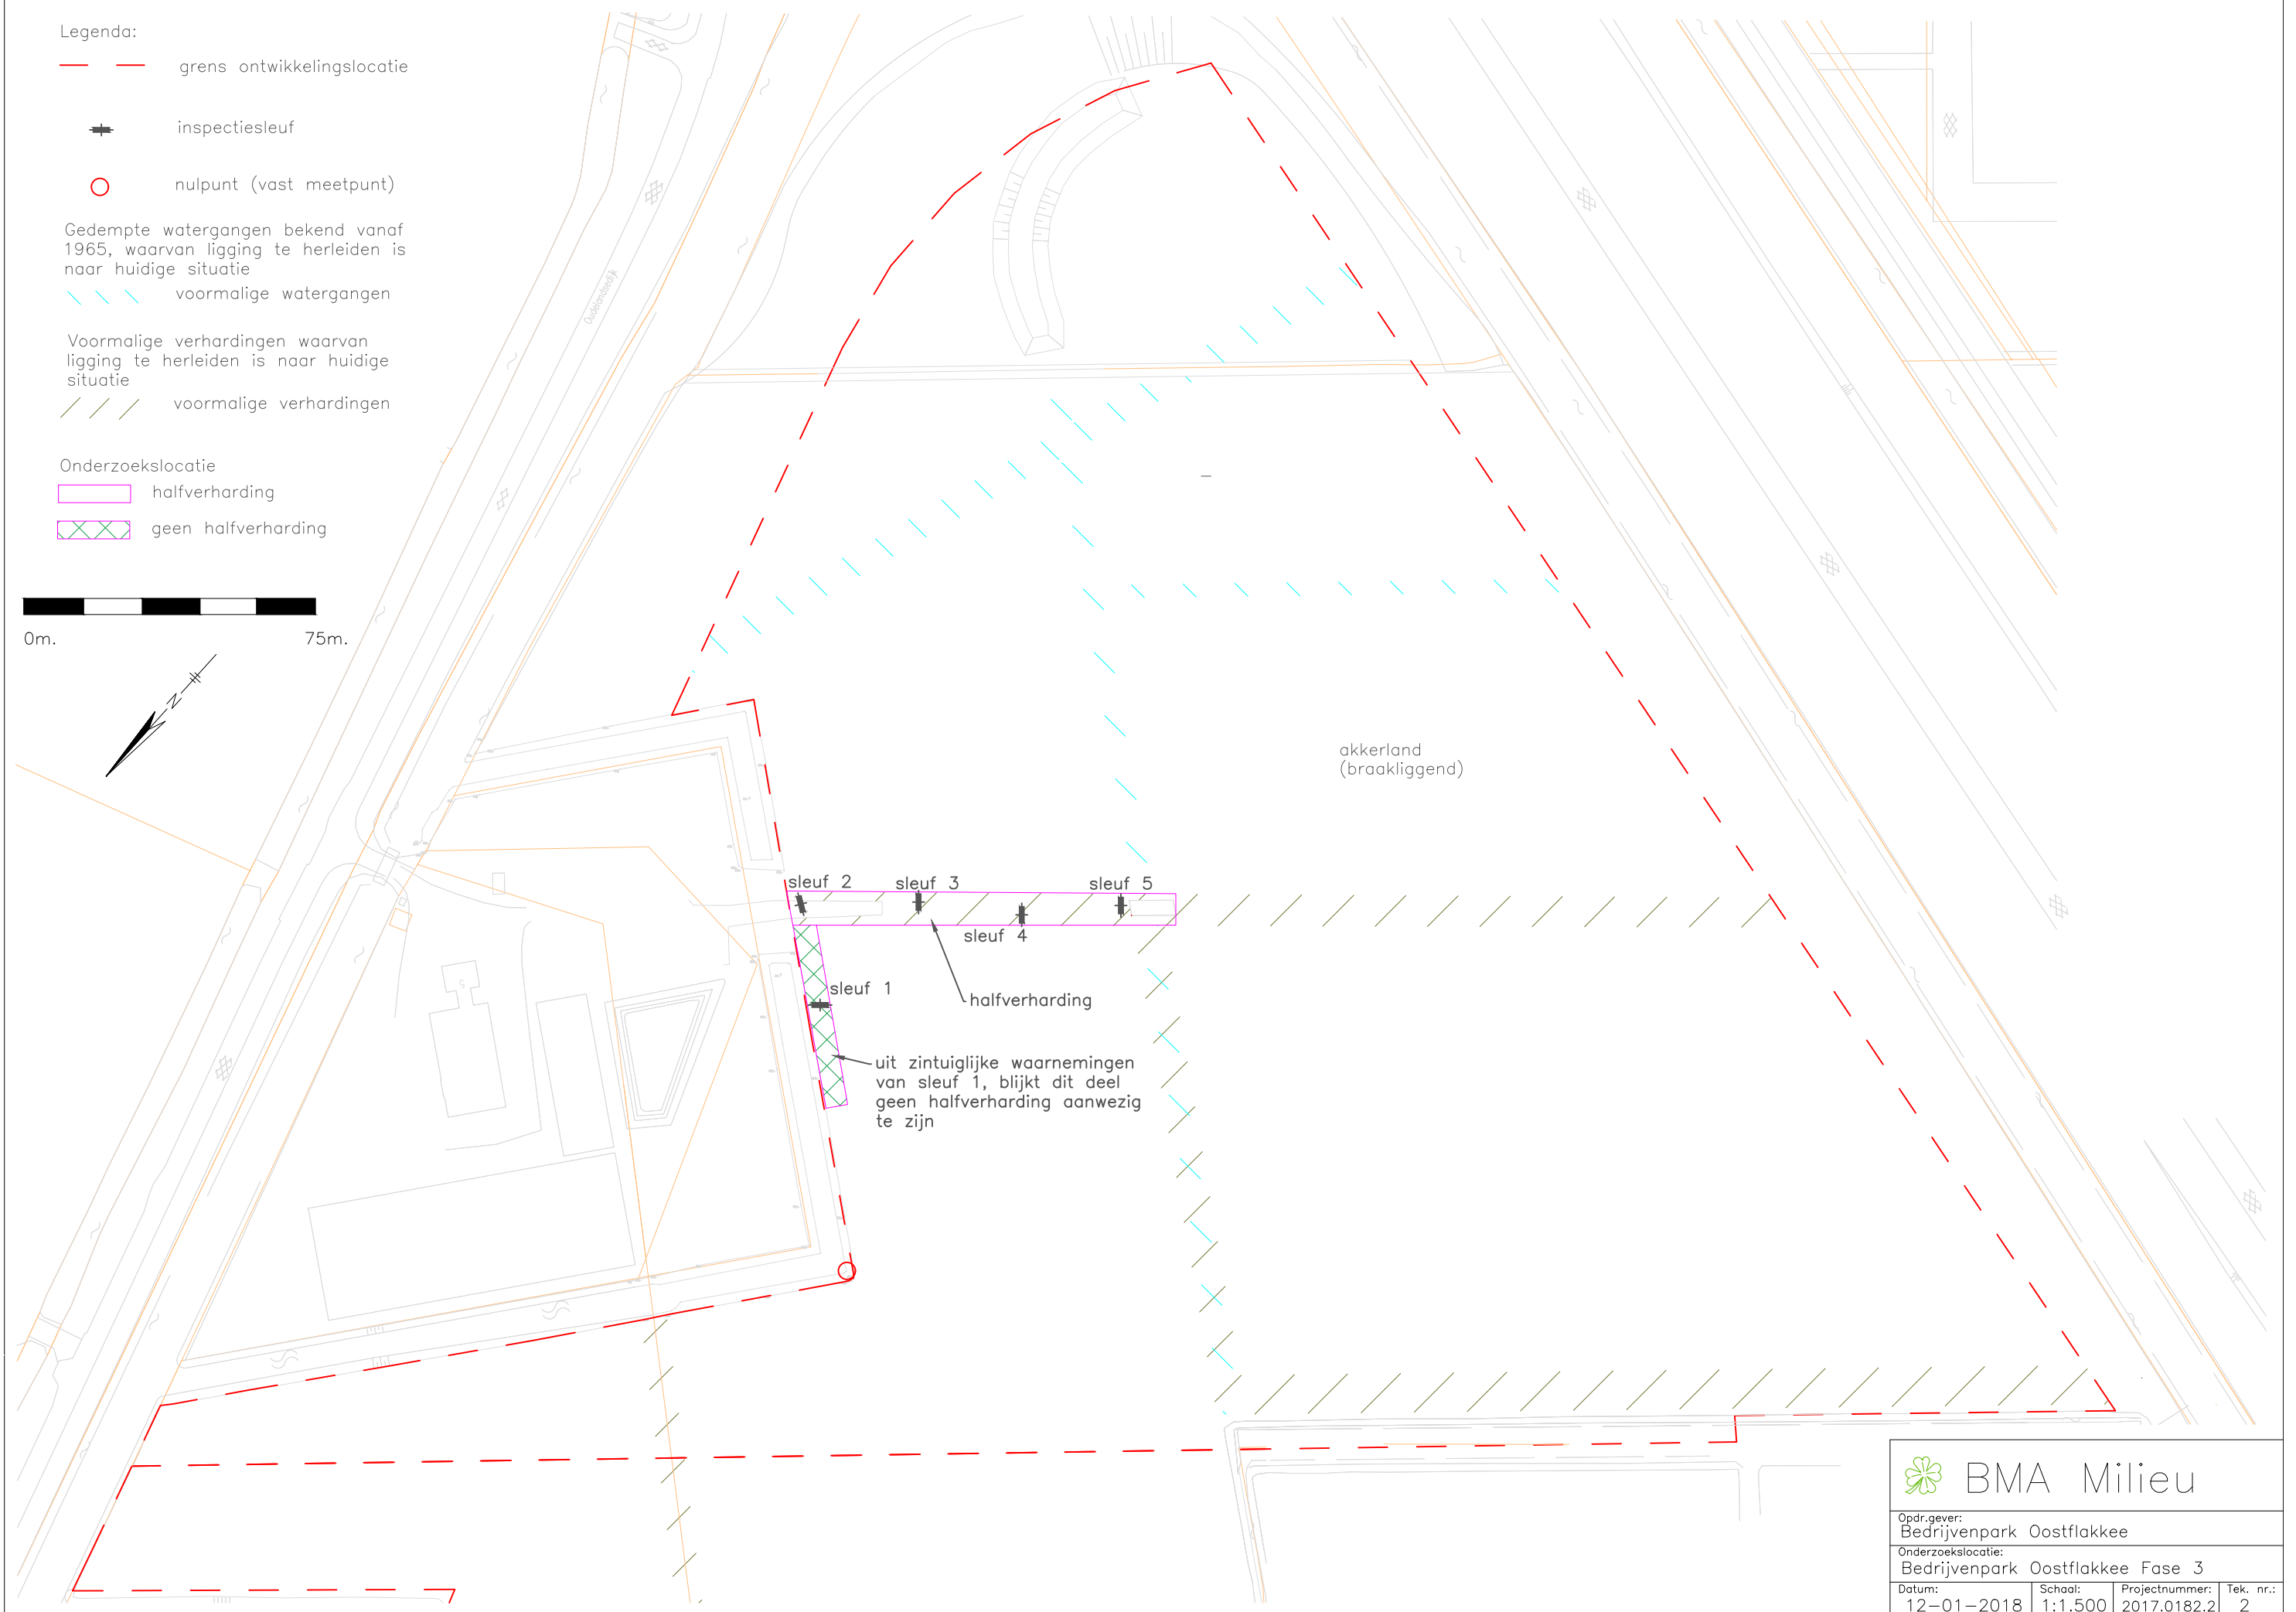 Legenda:
grens ontwikkelingslocatie
inspectiesleuf
nulpunt (vast meetpunt)
Gedempte watergangen bekend vanaf
1965, waarvan ligging te herleiden is
naar huidige situatie
voormalige watergangen
Voormalige verhardingen waarvan
ligging te herleiden is naar huidige
situatie
voormalige verhardingen
Onderzoekslocatie
halfverharding
geen halfverharding
0m.
75m.
N
Oudelandsedijk
akkerland
(braakliggend)
sleuf 2
sleuf 3
sleuf 5
sleuf 4
sleuf 1
halfverharding
uit zintuiglijke waarnemingen
van sleuf 1, blijkt dit deel
geen halfverharding aanwezig
te zijn
BMA Milieu
Opdr.gever:
Bedrijvenpark Oostflakkee
Onderzoekslocatie:
Bedrijvenpark Oostflakkee Fase 3
Datum:
12-01-2018
Schaal:
1:1.500
Projectnummer:
2017.0182.2
Tek. nr.:
2